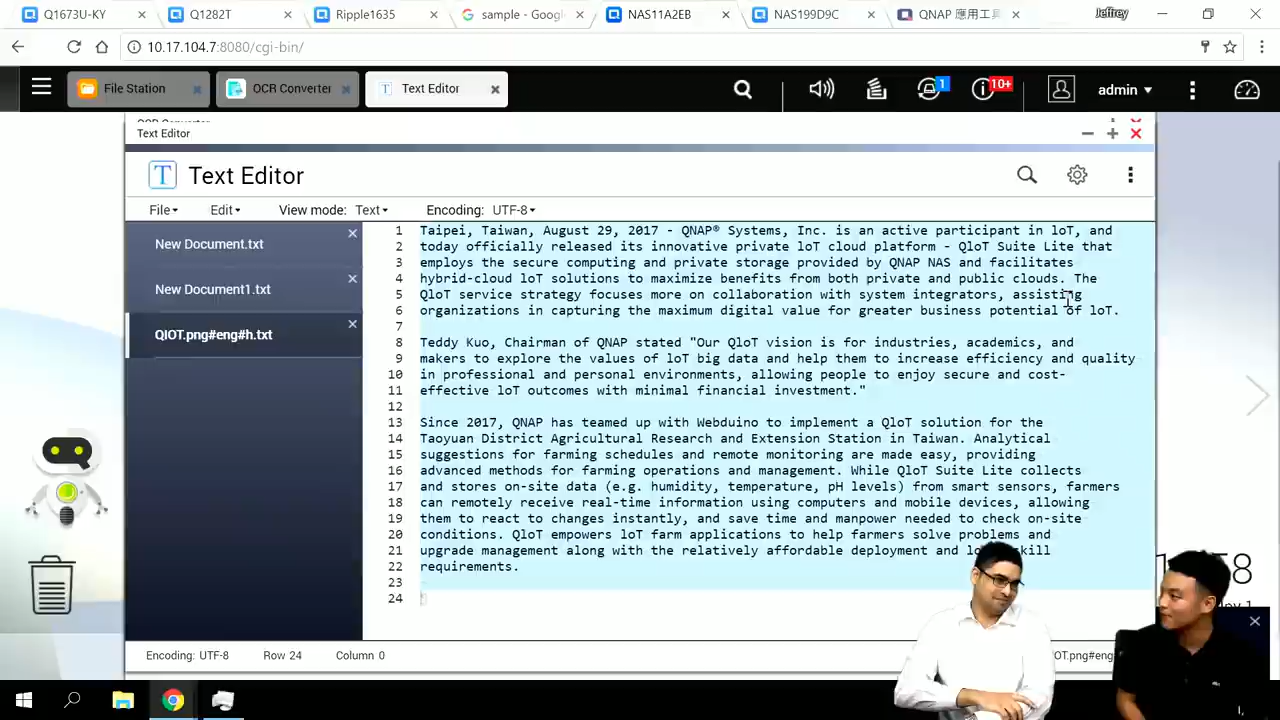 Q1673U-KY
Q1282T
Ripple1635
sample - Googl
NAS11A2EB
NAS199D9C
QNAP 應用工具
Jeffrey
10.17.104.7:8080/cgi-bin/
File Station
OCR Converter
Text Editor
1
10+
admin
OCR Converter
Text Editor
Text Editor
File
Edit
View mode: Text
Encoding: UTF-8
New Document.txt
New Document1.txt
QIOT.png#eng#h.txt
1 Taipei, Taiwan, August 29, 2017 - QNAP® Systems, Inc. is an active participant in loT, and
2 today officially released its innovative private loT cloud platform - QloT Suite Lite that
3 employs the secure computing and private storage provided by QNAP NAS and facilitates
4 hybrid-cloud loT solutions to maximize benefits from both private and public clouds. The
5 QloT service strategy focuses more on collaboration with system integrators, assisting
6 organizations in capturing the maximum digital value for greater business potential of loT.
7
8 Teddy Kuo, Chairman of QNAP stated "Our QloT vision is for industries, academics, and
9 makers to explore the values of loT big data and help them to increase efficiency and quality
10 in professional and personal environments, allowing people to enjoy secure and cost-
11 effective loT outcomes with minimal financial investment."
12
13 Since 2017, QNAP has teamed up with Webduino to implement a QloT solution for the
14 Taoyuan District Agricultural Research and Extension Station in Taiwan. Analytical
15 suggestions for farming schedules and remote monitoring are made easy, providing
16 advanced methods for farming operations and management. While QloT Suite Lite collects
17 and stores on-site data (e.g. humidity, temperature, pH levels) from smart sensors, farmers
18 can remotely receive real-time information using computers and mobile devices, allowing
19 them to react to changes instantly, and save time and manpower needed to check on-site
20 conditions. QloT empowers loT farm applications to help farmers solve problems and
21 upgrade management along with the relatively affordable deployment and lo skill
22 requirements.
23
24
Encoding: UTF-8
Row 24
Column 0
OT.png#eng